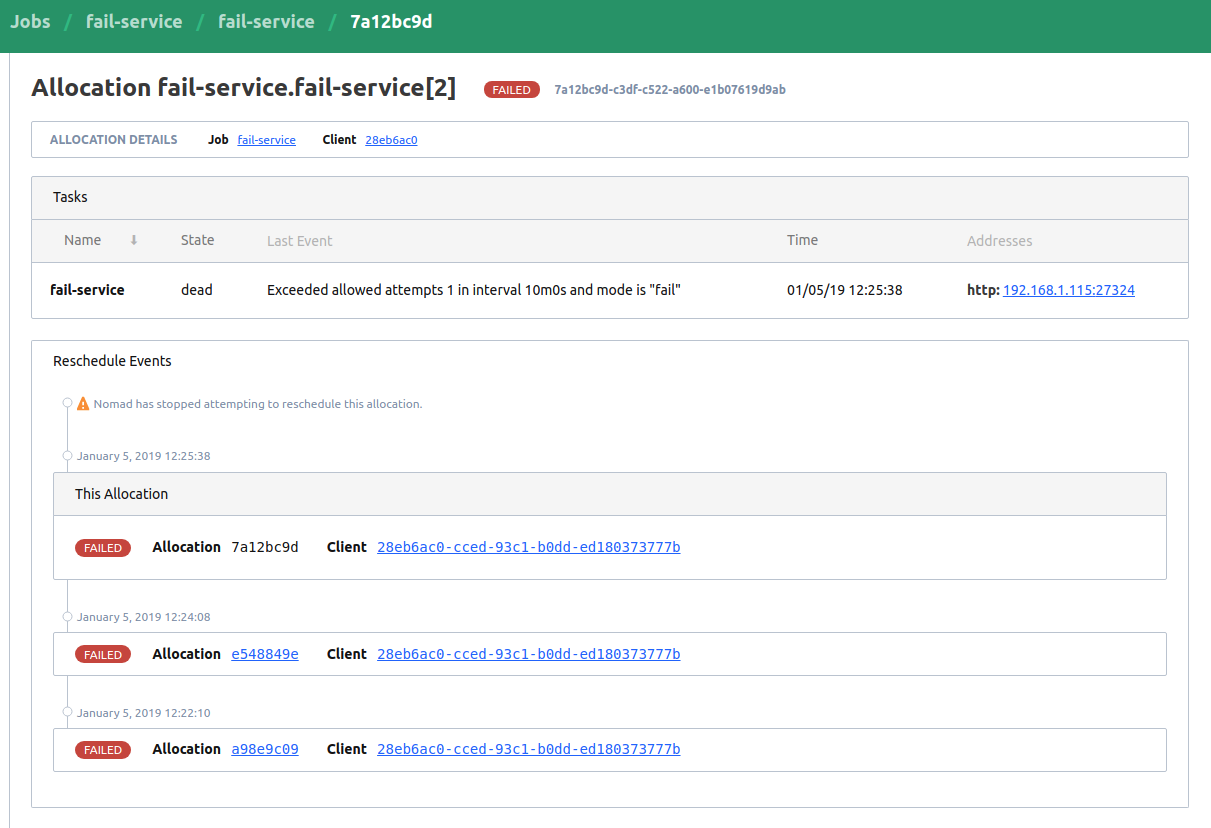 Jobs / fail-service / fail-service / 7a12bc9d
Allocation fail-service.fail-service[2] FAILED 7a12bc9d-c3df-c522-a600-e1b07619d9ab
ALLOCATION DETAILS Job fail-service Client 28eb6ac0
Tasks
Name State Last Event Time Addresses
fail-service dead Exceeded allowed attempts 1 in interval 10m0s and mode is "fail" 01/05/19 12:25:38 http: 192.168.1.115:27324
Reschedule Events
Nomad has stopped attempting to reschedule this allocation.
January 5, 2019 12:25:38
This Allocation
FAILED Allocation 7a12bc9d Client 28eb6ac0-cced-93c1-b0dd-ed180373777b
January 5, 2019 12:24:08
FAILED Allocation e548849e Client 28eb6ac0-cced-93c1-b0dd-ed180373777b
January 5, 2019 12:22:10
FAILED Allocation a98e9c09 Client 28eb6ac0-cced-93c1-b0dd-ed180373777b